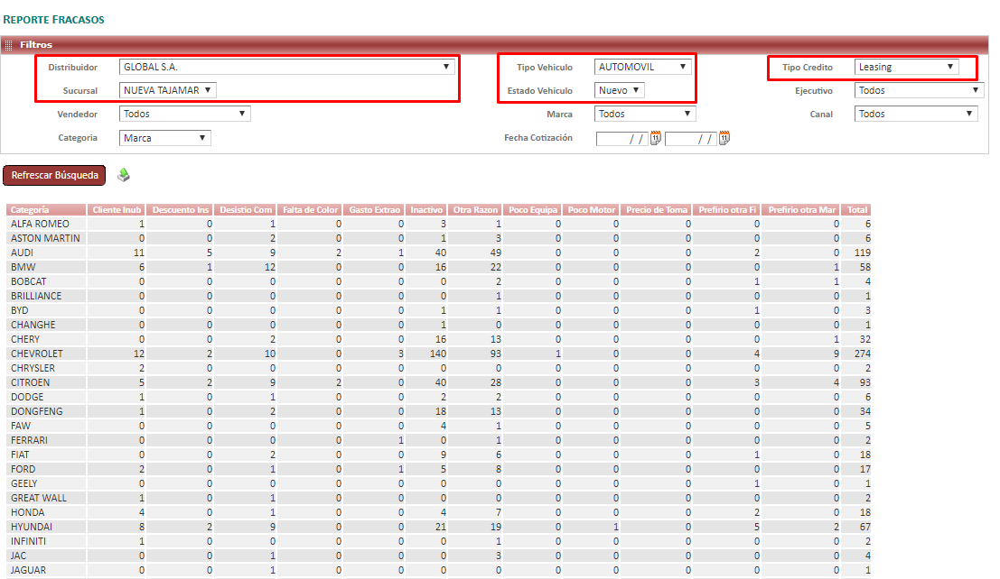 REPORTE FRACASOS
Filtros
Distribuidor GLOBAL S.A. Tipo Vehiculo AUTOMOVIL Tipo Credito Leasing
Sucursal NUEVA TAJAMAR Estado Vehiculo Nuevo Ejecutivo Todos
Vendedor Todos Marca Todos Canal Todos
Categoria Marca Fecha Cotización / / 11 / / 11
Refrescar Búsqueda
Categoría Cliente Inub Descuento Ins Desistio Com Falta de Color Gasto Extrao Inactivo Otra Razon Poco Equipa Poco Motor Precio de Toma Prefirio otra Fi Prefirio otra Mar Total
ALFA ROMEO 1 0 1 0 0 3 1 0 0 0 0 0 6
ASTON MARTIN 0 0 2 0 0 1 3 0 0 0 0 0 6
AUDI 11 5 9 2 1 40 49 0 0 0 2 0 119
BMW 6 1 12 0 0 16 22 0 0 0 0 1 58
BOBCAT 0 0 0 0 0 0 2 0 0 0 1 1 4
BRILLIANCE 0 0 0 0 0 0 1 0 0 0 0 0 1
BYD 0 0 0 0 0 1 1 0 0 0 1 0 3
CHANGHE 0 0 0 0 0 1 0 0 0 0 0 0 1
CHERY 0 0 2 0 0 16 13 0 0 0 0 1 32
CHEVROLET 12 2 10 0 3 140 93 1 0 0 4 9 274
CHRYSLER 2 0 0 0 0 0 0 0 0 0 0 0 2
CITROEN 5 2 9 2 0 40 28 0 0 0 3 4 93
DODGE 1 0 1 0 0 2 2 0 0 0 0 0 6
DONGFENG 1 0 2 0 0 18 13 0 0 0 0 0 34
FAW 0 0 0 0 0 4 1 0 0 0 0 0 5
FERRARI 0 0 0 0 1 0 1 0 0 0 0 0 2
FIAT 0 0 2 0 0 9 6 0 0 0 1 0 18
FORD 2 0 1 0 1 5 8 0 0 0 0 0 17
GEELY 0 0 0 0 0 0 0 0 0 0 1 0 1
GREAT WALL 1 0 1 0 0 0 0 0 0 0 0 0 2
HONDA 4 0 1 0 0 4 7 0 0 0 2 0 18
HYUNDAI 8 2 9 0 0 21 19 0 1 0 5 2 67
INFINITI 1 0 0 0 0 0 1 0 0 0 0 0 2
JAC 0 0 1 0 0 0 3 0 0 0 0 0 4
JAGUAR 0 0 1 0 0 0 0 0 0 0 0 0 1